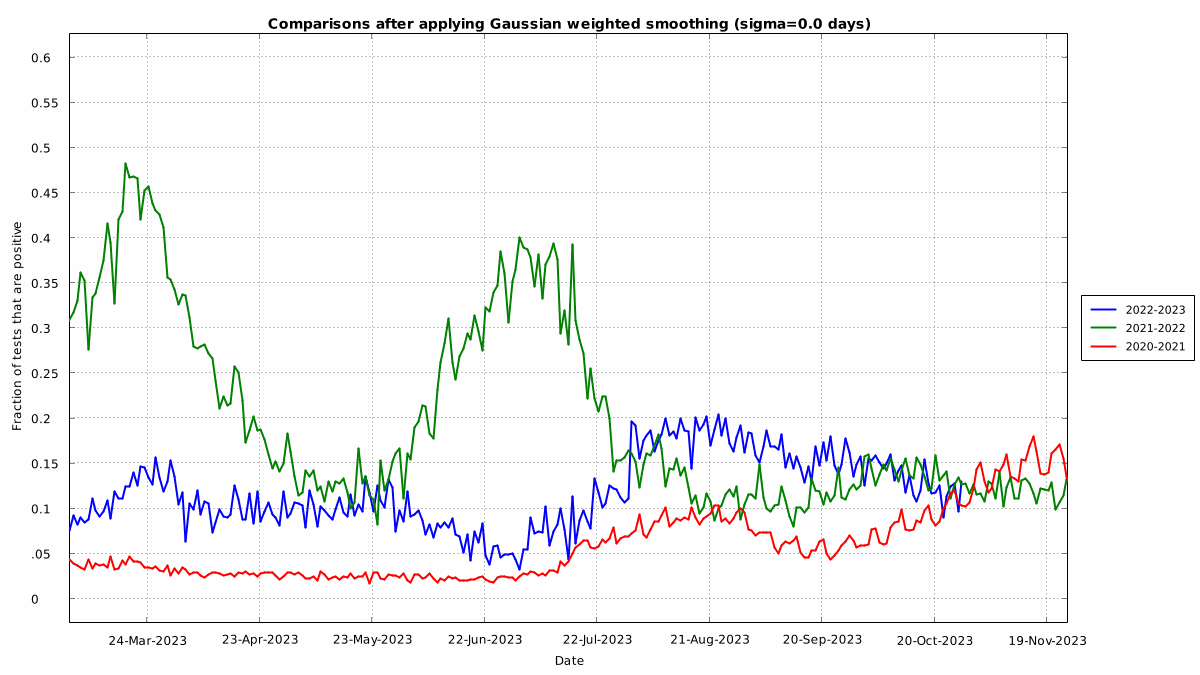 Comparisons after applying Gaussian weighted smoothing (sigma=0.0 days)
0.6
0.55
0.5
0.45
0.4
0.35
0.3
0.25
0.2
0.15
0.1
.05
0
Fraction of tests that are positive
24-Mar-2023
23-Apr-2023
23-May-2023
22-Jun-2023
22-Jul-2023
21-Aug-2023
20-Sep-2023
20-Oct-2023
19-Nov-2023
Date
2022-2023
2021-2022
2020-2021